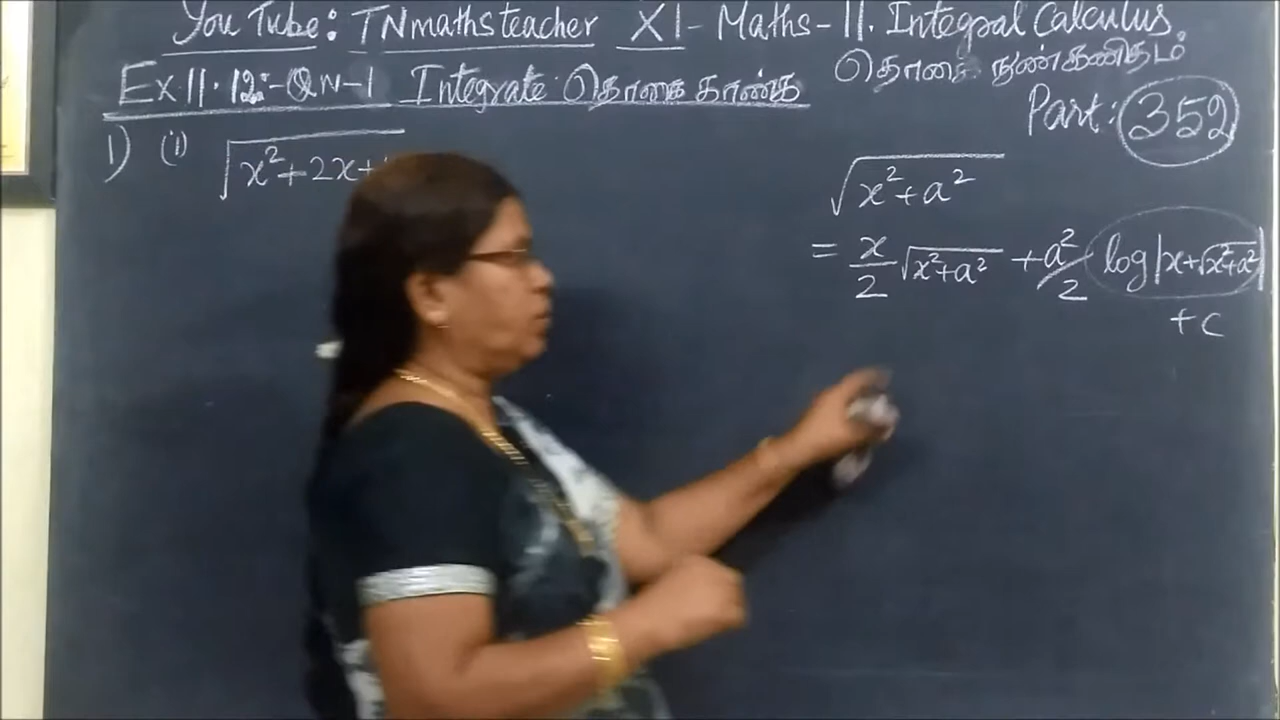 You Tube: TNmathsteacher XI - Maths - 11. Integral Calculus.
Ex.11.12:-QN-1 Integrate தொகை காண்க தொகை நுண்கணிதம்
Part: 352
1) (i) √x²+2x+
√x²+a²
= x/2 √x²+a² + a²/2 log|x+√x²+a²|
+c